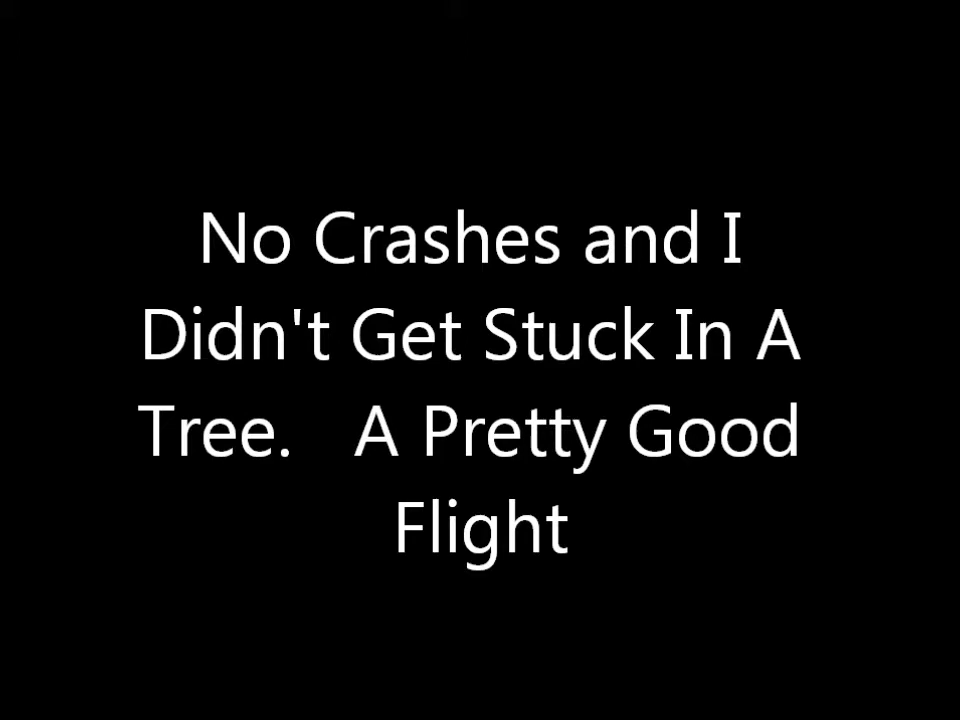 No Crashes and I
Didn't Get Stuck In A
Tree.   A Pretty Good
Flight